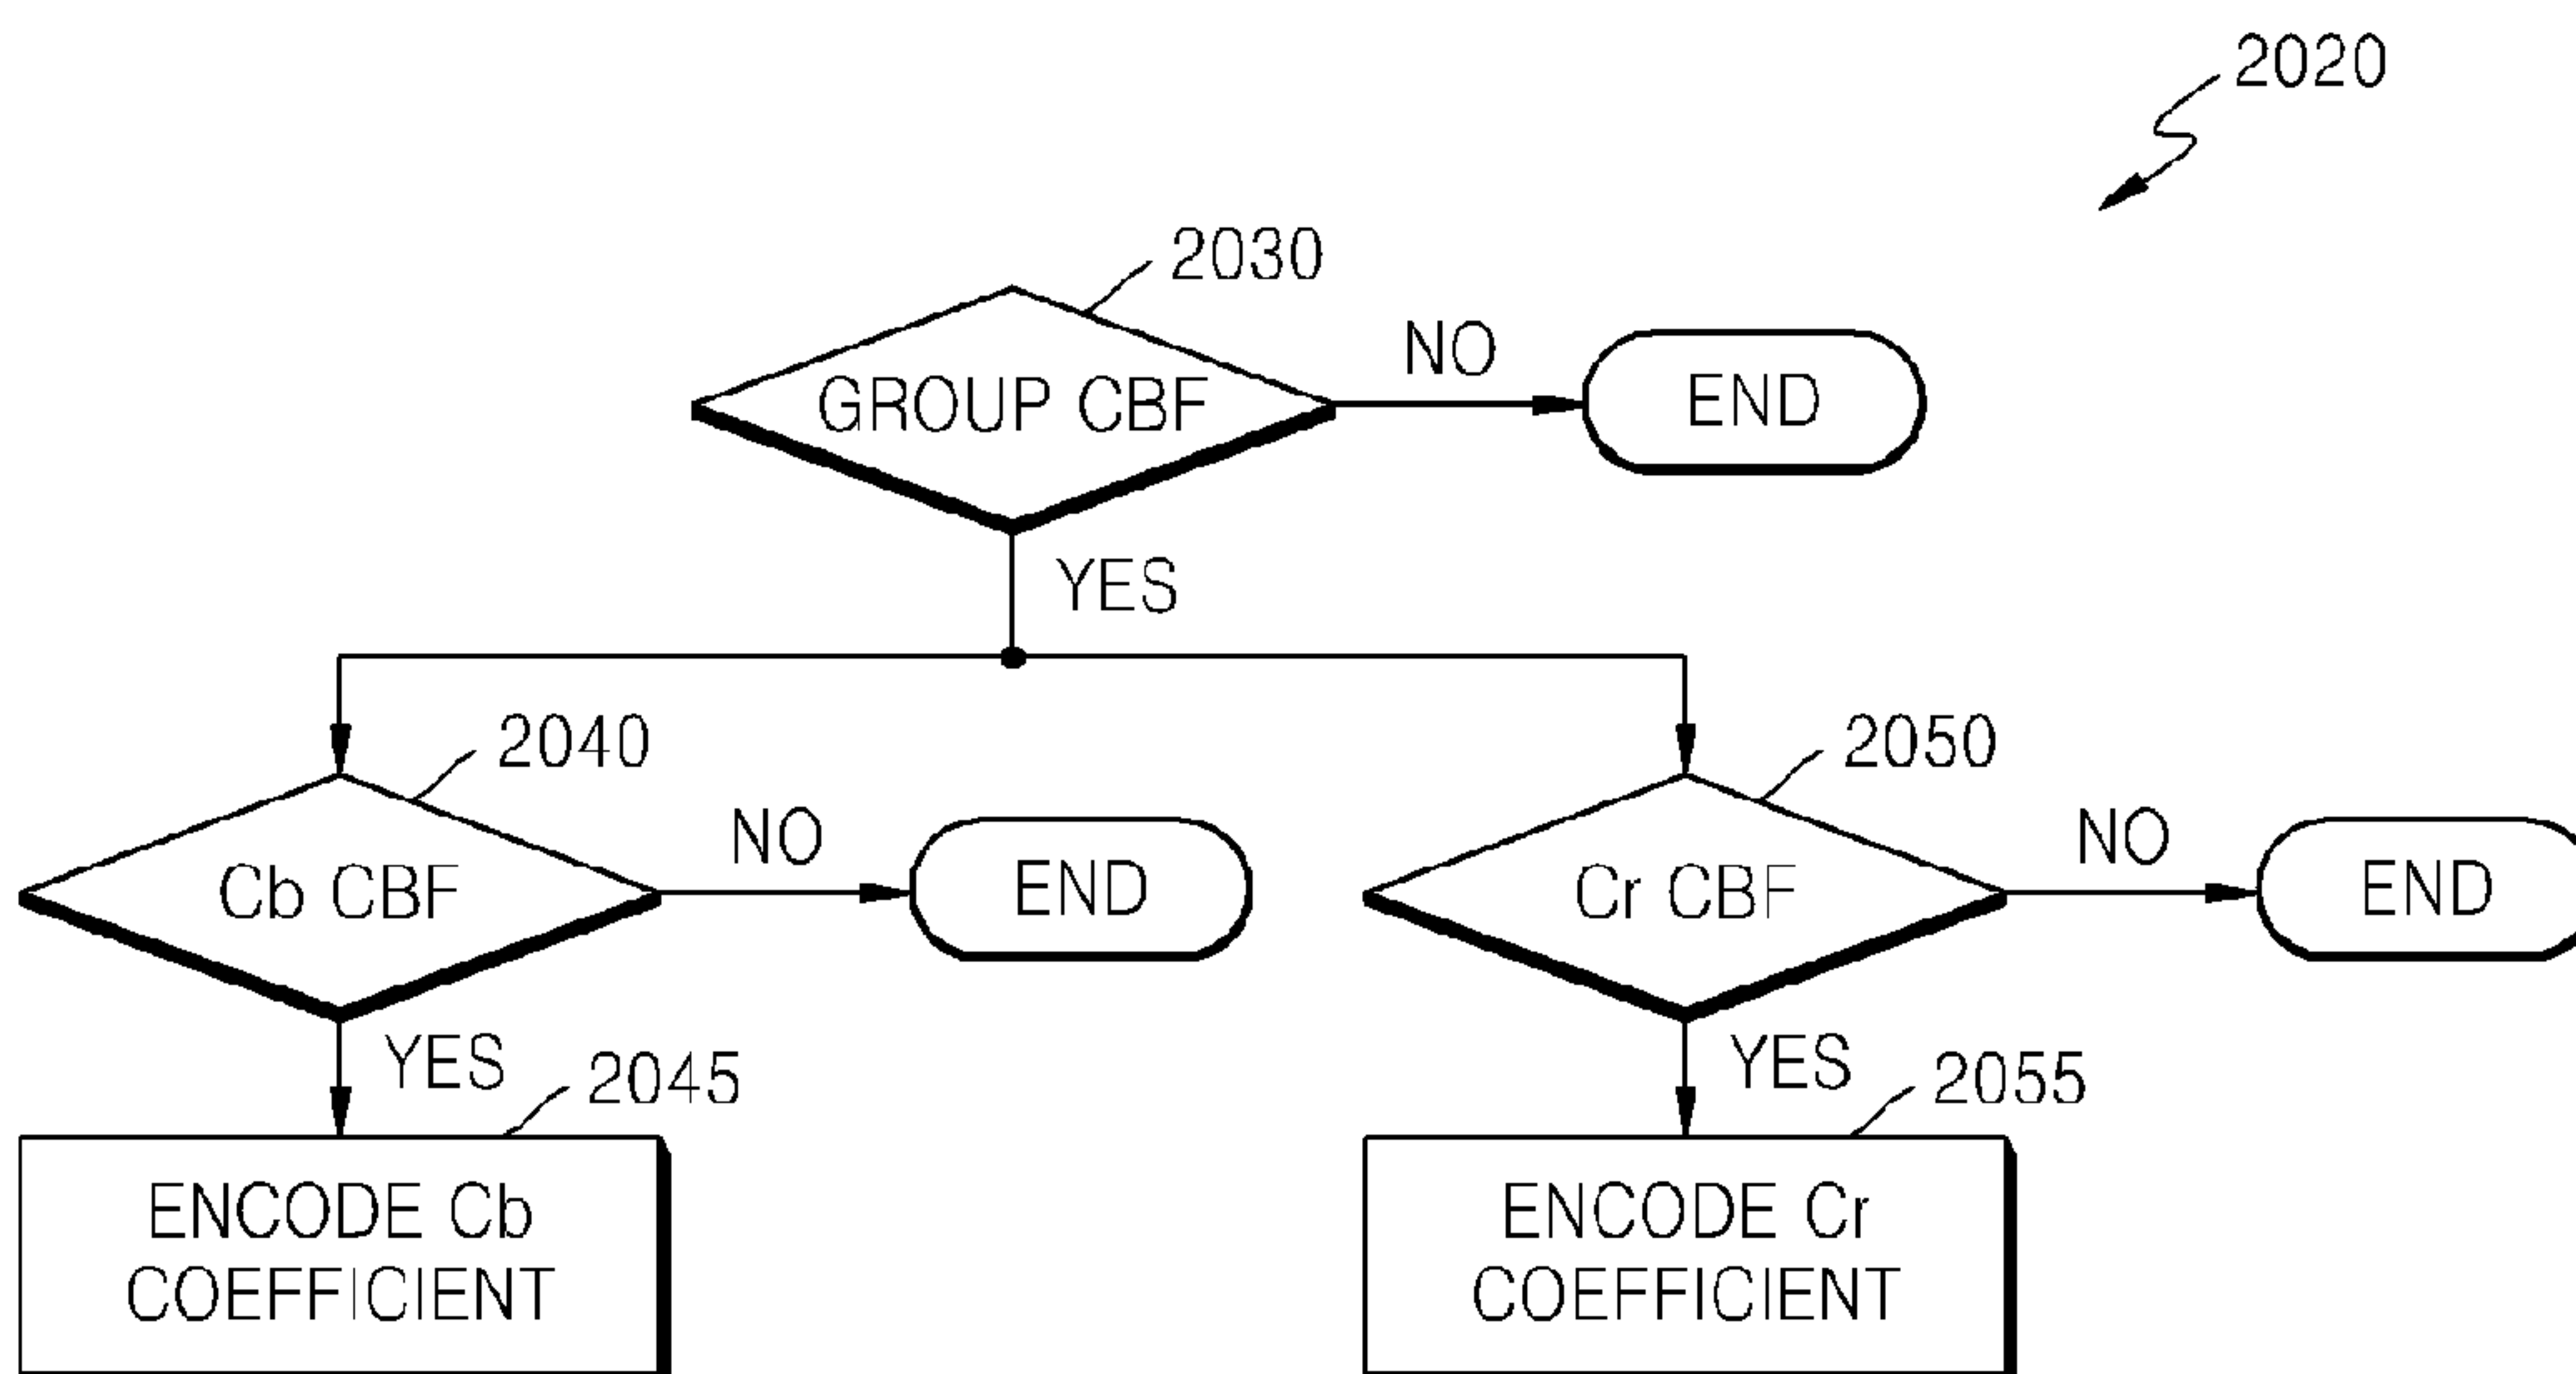 2020
2030
GROUP CBF
NO
END
YES
2040
2050
Cb CBF
NO
END
Cr CBF
NO
END
YES
2045
YES
2055
ENCODE Cb
COEFFICIENT
ENCODE Cr
COEFFICIENT